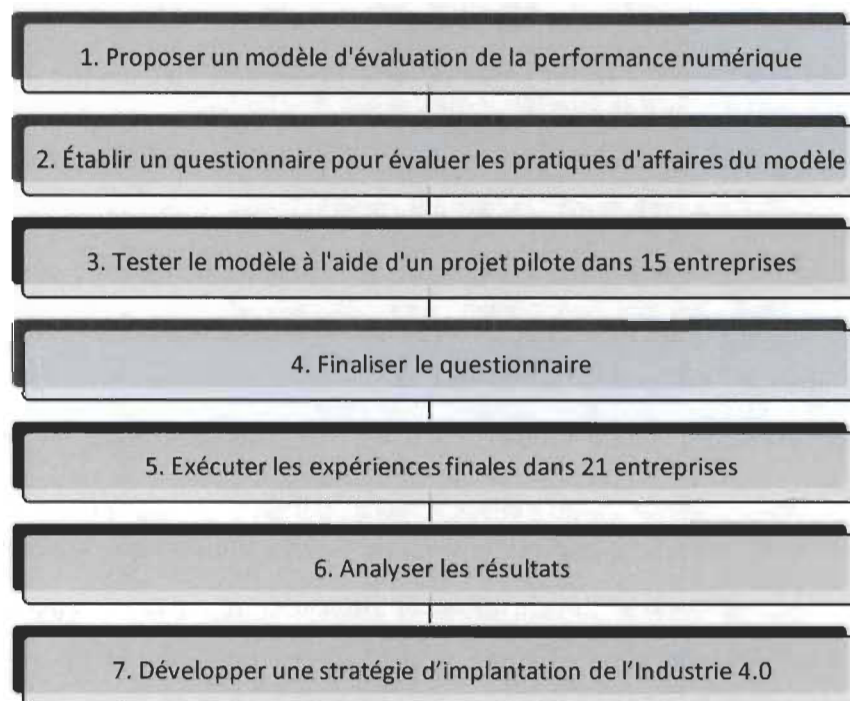 1. Proposer un modèle d'évaluation de la performance numérique
2. Établir un questionnaire pour évaluer les pratiques d'affaires du modèle
3. Tester le modèle à l'aide d'un projet pilote dans 15 entreprises
4. Finaliser le questionnaire
5. Exécuter les expériences finales dans 21 entreprises
6. Analyser les résultats
7. Développer une stratégie d’implantation de l’Industrie 4.0